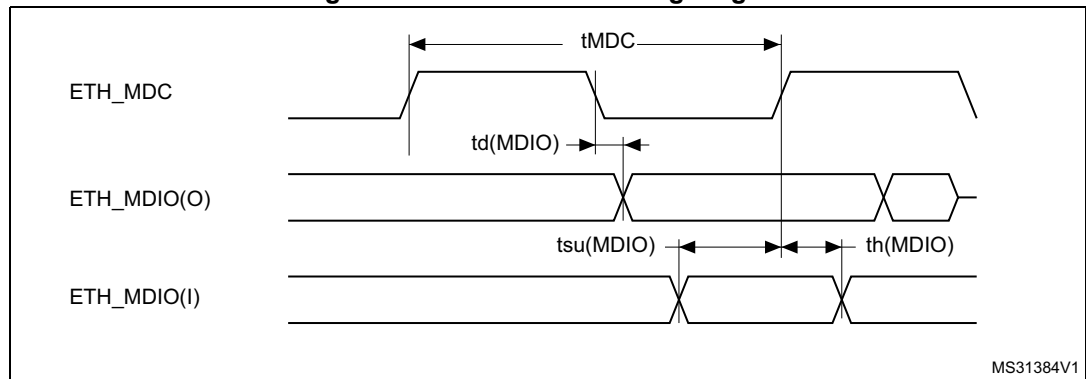 tMDC
ETH_MDC
td(MDIO)
ETH_MDIO(O)
tsu(MDIO) th(MDIO)
ETH_MDIO(I)
MS31384V1